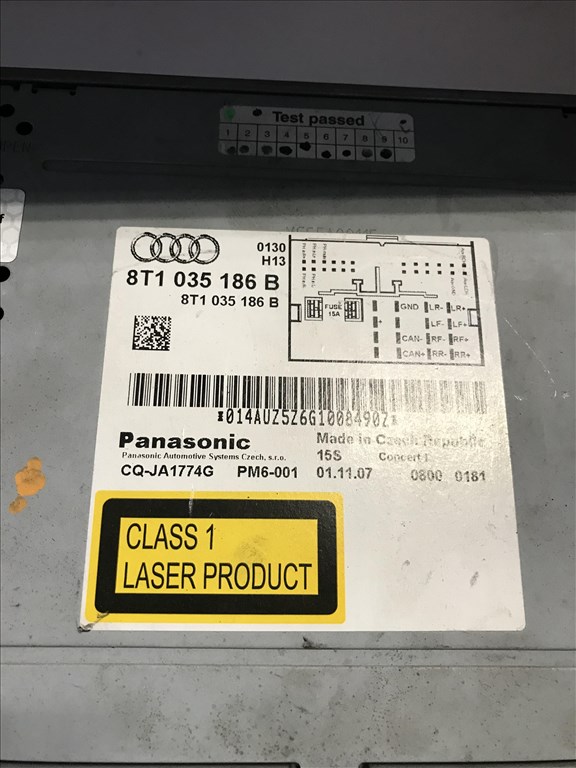 Test passed
1 2 3 4 5 6 7 8 9 10
0130
H13
8T1 035 186 B
8T1 035 186 B
FUSE
15A
GND LR- LR+
+ LF- LF+
CAN- RF- RF+
CAN+ RR- RR+
*014AUZ5Z6G1008490Z*
Panasonic
Made in Czech Republic
Panasonic Automotive Systems Czech, s.r.o.
15S Concert
CQ-JA1774G PM6-001 01.11.07 0800 0181
CLASS 1
LASER PRODUCT